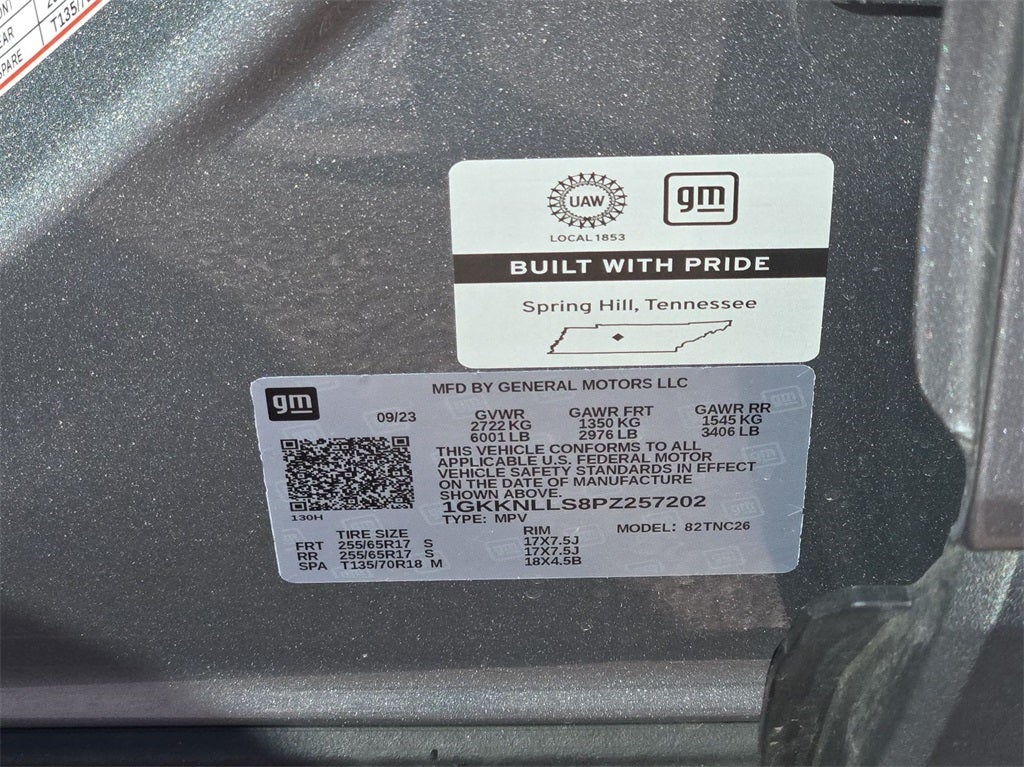 EAR
SPARE
T135/70
UAW
gm
LOCAL 1853
BUILT WITH PRIDE
Spring Hill, Tennessee
gm
MFD BY GENERAL MOTORS LLC
09/23
GVWR GAWR FRT GAWR RR
2722 KG 1350 KG 1545 KG
6001 LB 2976 LB 3406 LB
THIS VEHICLE CONFORMS TO ALL
APPLICABLE U.S. FEDERAL MOTOR
VEHICLE SAFETY STANDARDS IN EFFECT
ON THE DATE OF MANUFACTURE
SHOWN ABOVE.
1GKKNLLS8PZ257202
130H
TYPE: MPV MODEL: 82TNC26
TIRE SIZE RIM
FRT 255/65R17 S 17X7.5J
RR 255/65R17 S 17X7.5J
SPA T135/70R18 M 18X4.5B